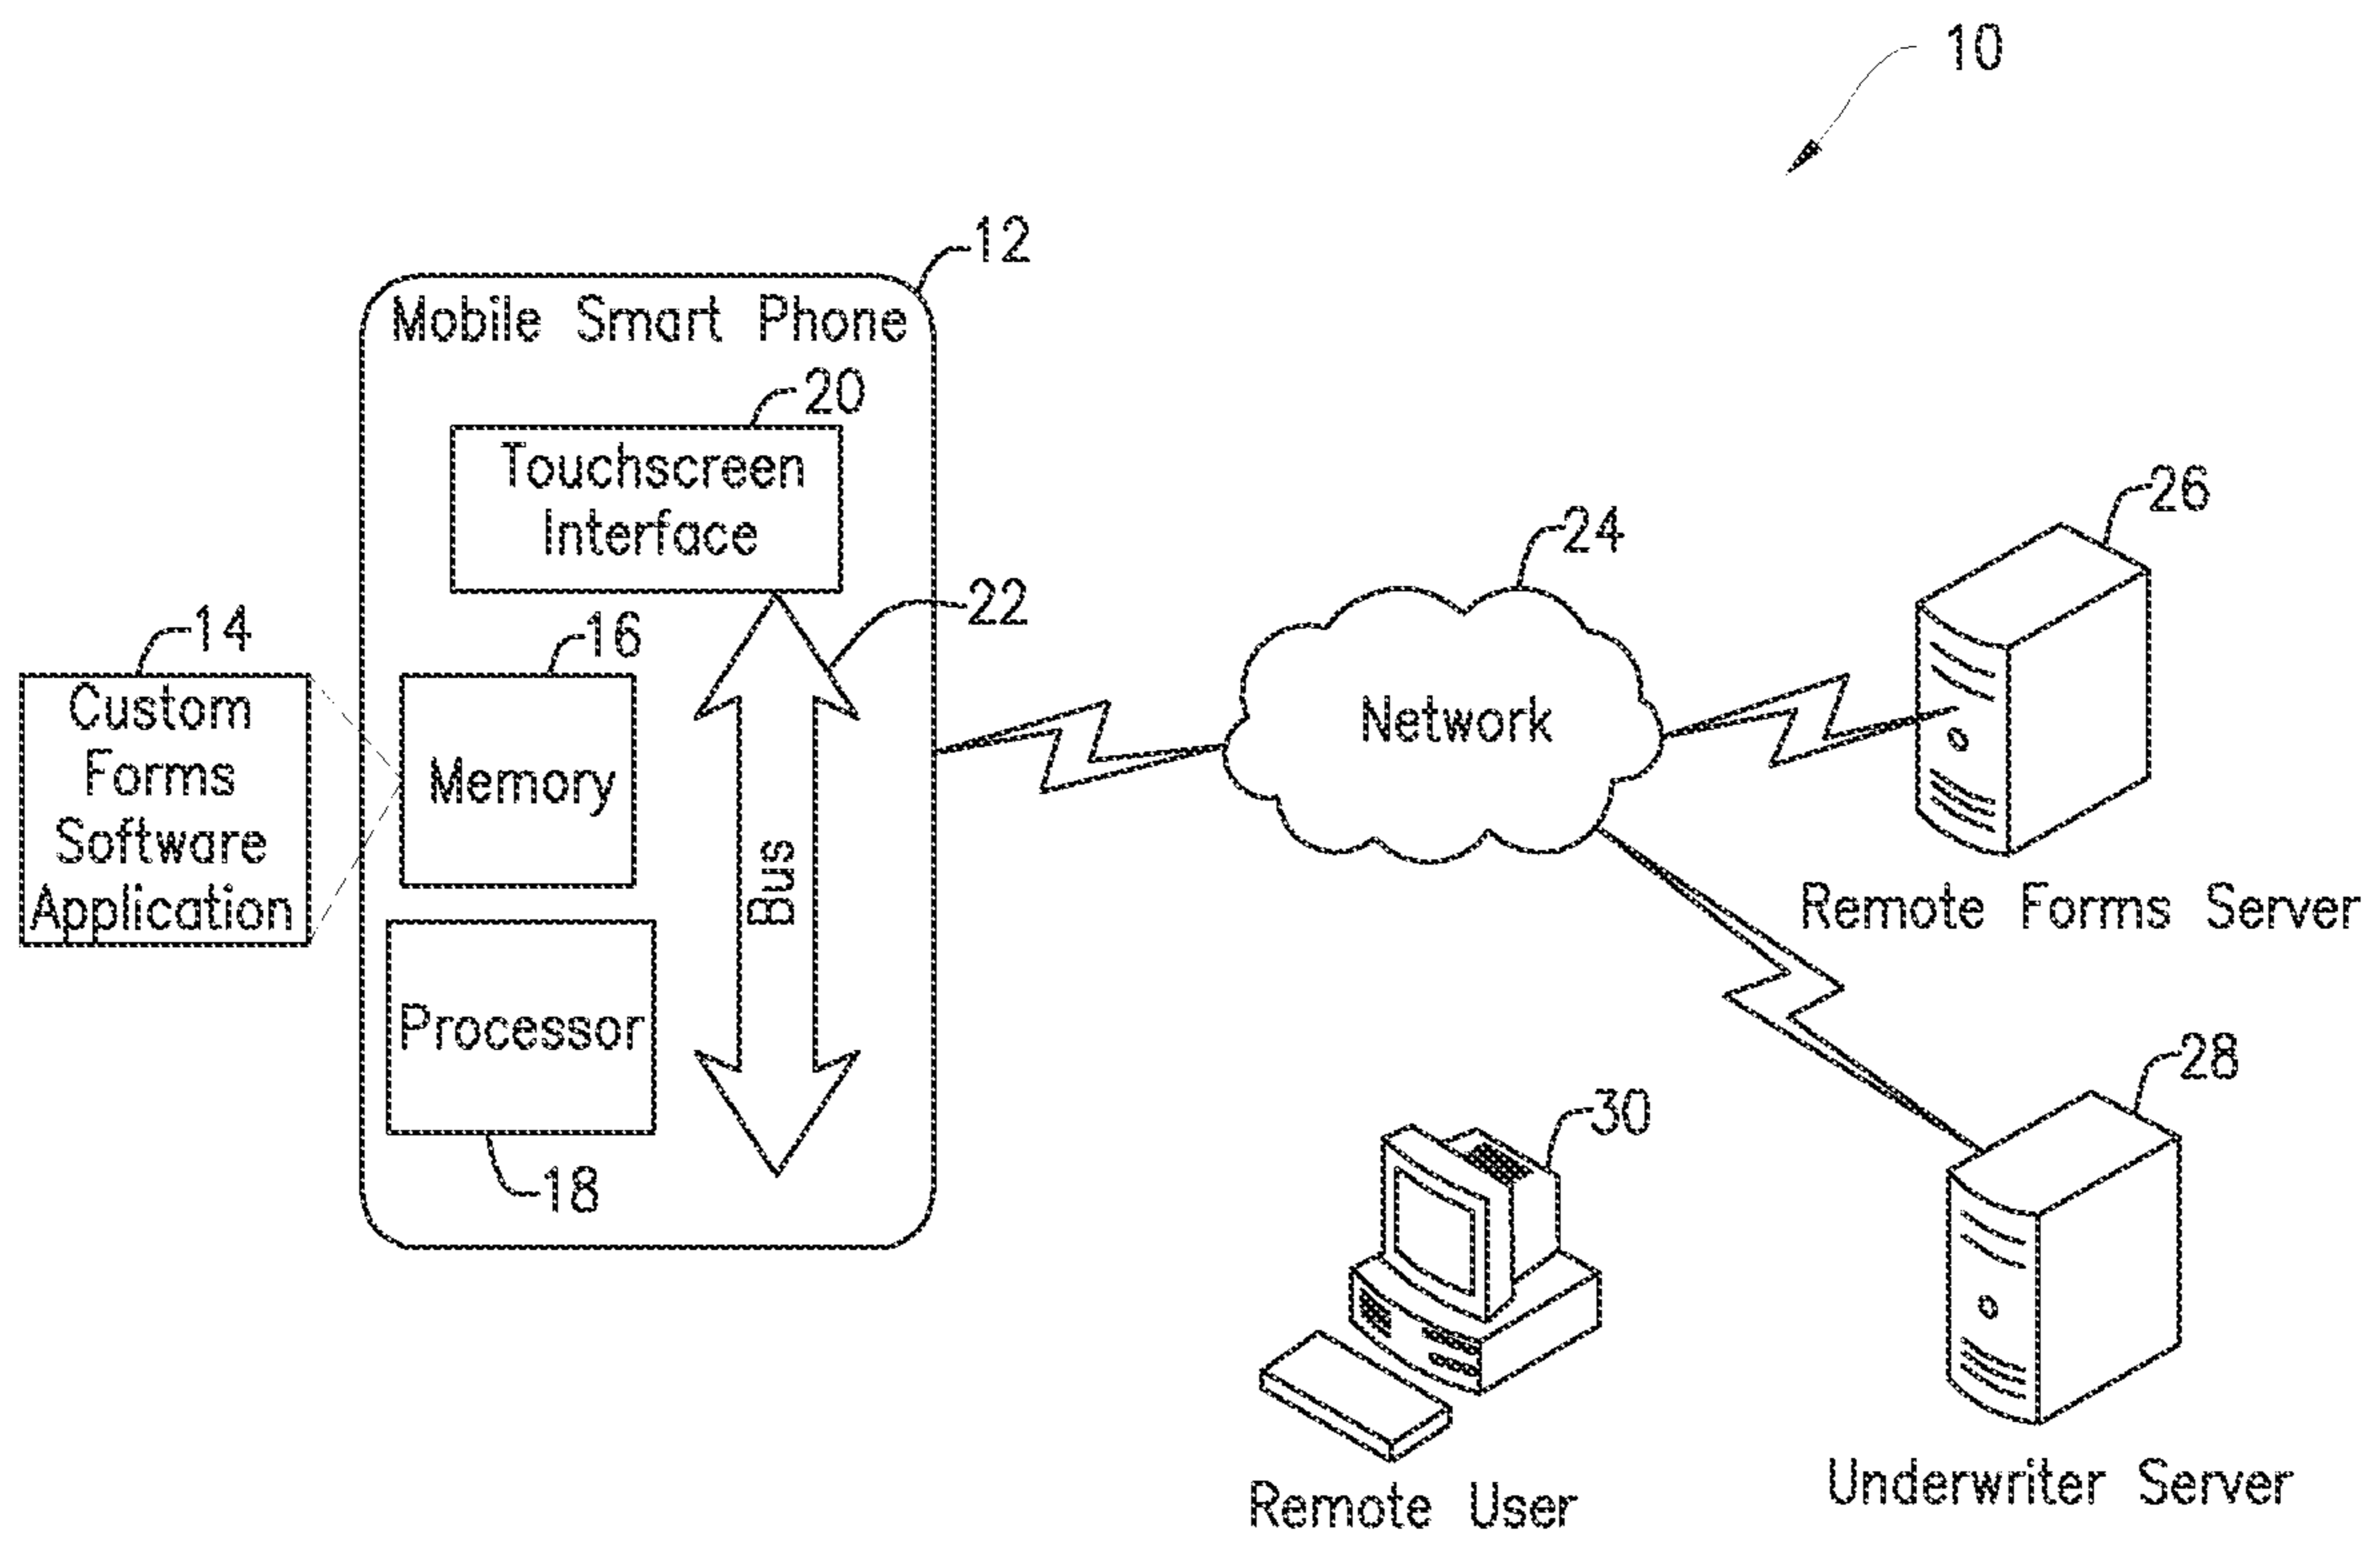 10
12
Mobile Smart Phone
20
Touchscreen
Interface
22
14
Custom
Forms
Software
Application
16
Memory
Bus
Processor
18
24
Network
26
Remote Forms Server
28
Underwriter Server
30
Remote User